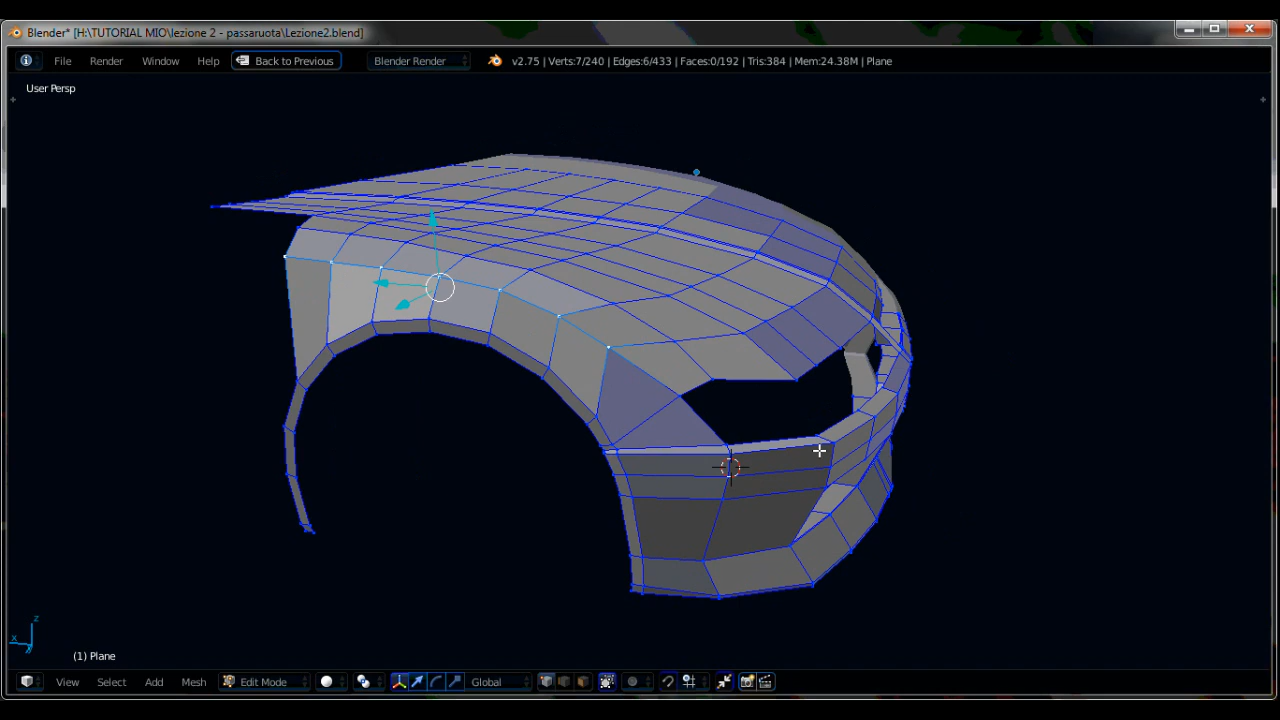 Blender* [H:\TUTORIAL MIO\lezione 2 - passaruota\Lezione2.blend]
File Render Window Help Back to Previous Blender Render v2.75 | Verts:7/240 | Edges:6/433 | Faces:0/192 | Tris:384 | Mem:24.38M | Plane
User Persp
z
x
(1) Plane
View Select Add Mesh Edit Mode Global